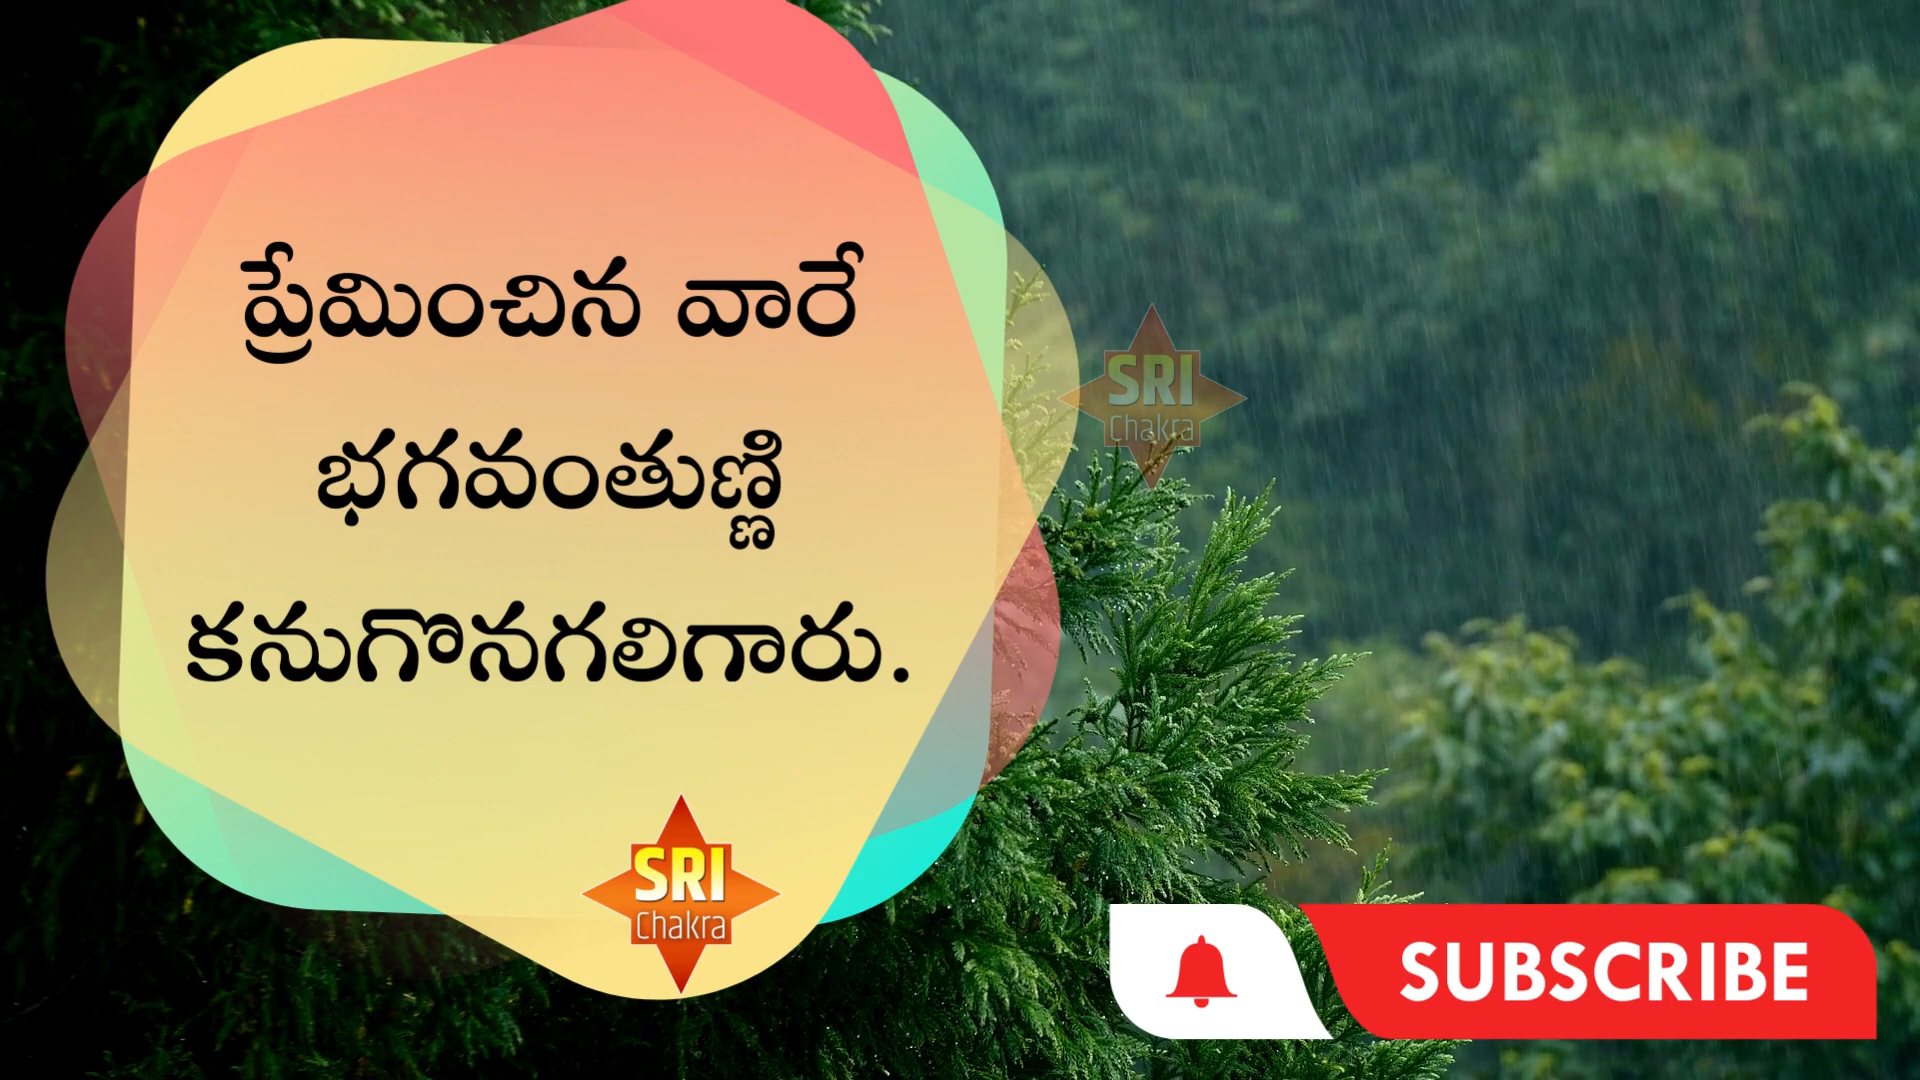 ప్రేమించిన వారే
భగవంతుణ్ణి
కనుగొనగలిగారు.
SRI
Chakra
SRI
Chakra
SUBSCRIBE